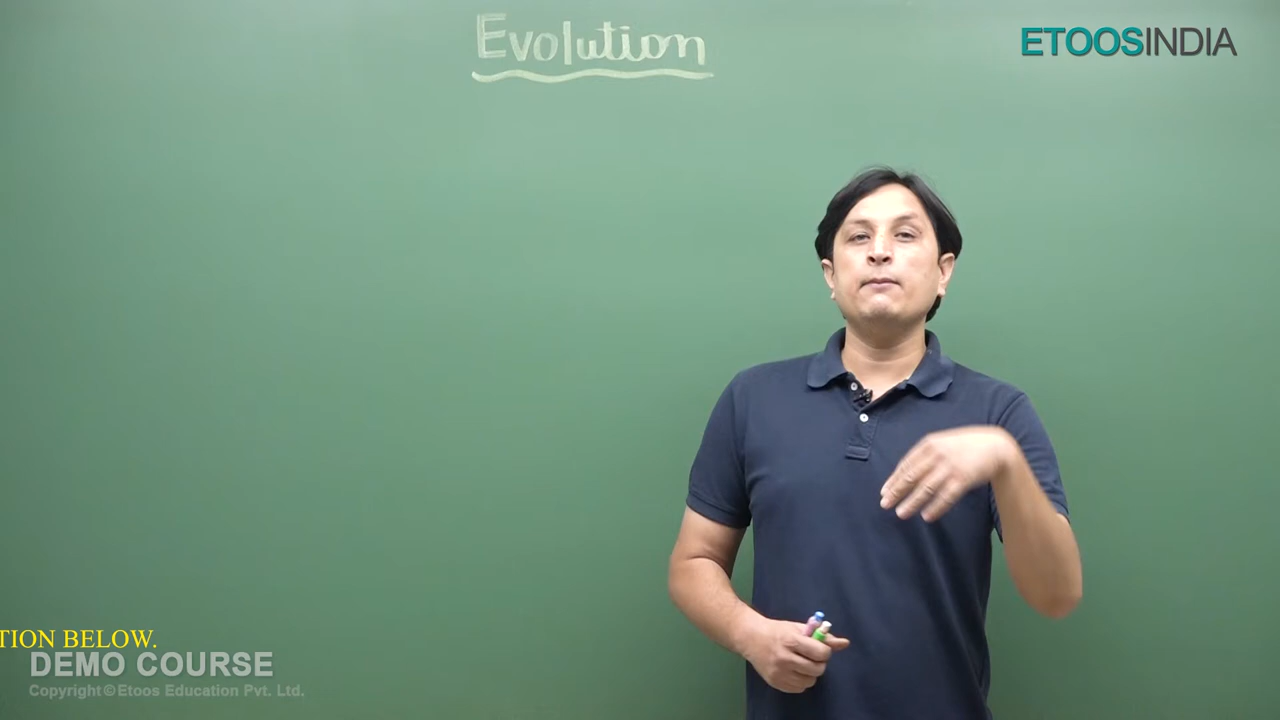 Evolution
ETOOSINDIA
TION BELOW.
DEMO COURSE
Copyright © Etoos Education Pvt. Ltd.